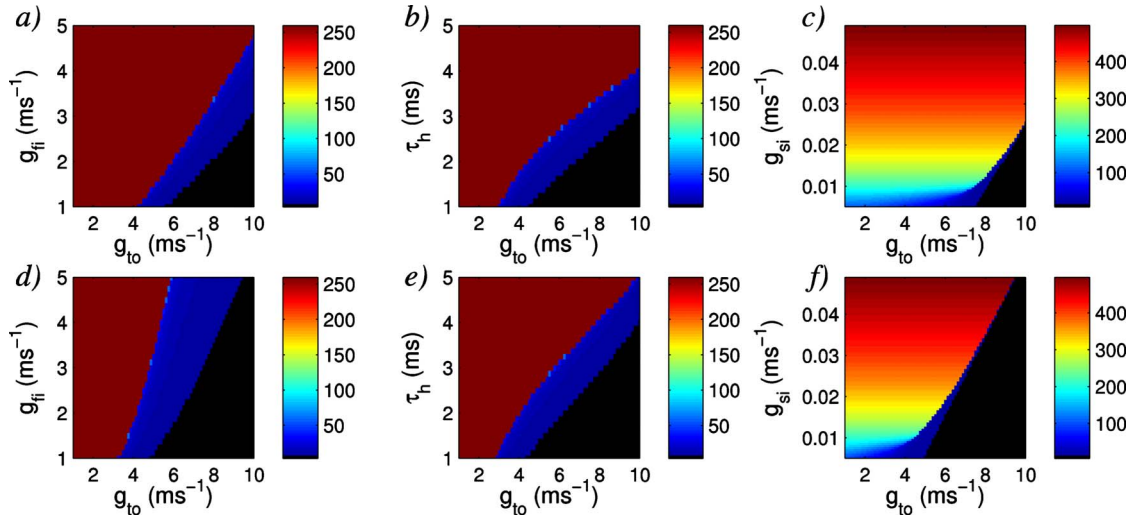 a) b) c)
5 250 5 250 0.04 400
4 200 4 200 0.03 300
3 150 3 150 0.02 200
2 100 2 100 0.01 100
1 50 1 50
g_fi (ms⁻¹) τ_h (ms) g_si (ms⁻¹)
2 4 6 8 10 2 4 6 8 10 2 4 6 8 10
g_to (ms⁻¹) g_to (ms⁻¹) g_to (ms⁻¹)
d) e) f)
5 250 5 250 0.04 400
4 200 4 200 0.03 300
3 150 3 150 0.02 200
2 100 2 100 0.01 100
1 50 1 50
g_fi (ms⁻¹) τ_h (ms) g_si (ms⁻¹)
2 4 6 8 10 2 4 6 8 10 2 4 6 8 10
g_to (ms⁻¹) g_to (ms⁻¹) g_to (ms⁻¹)